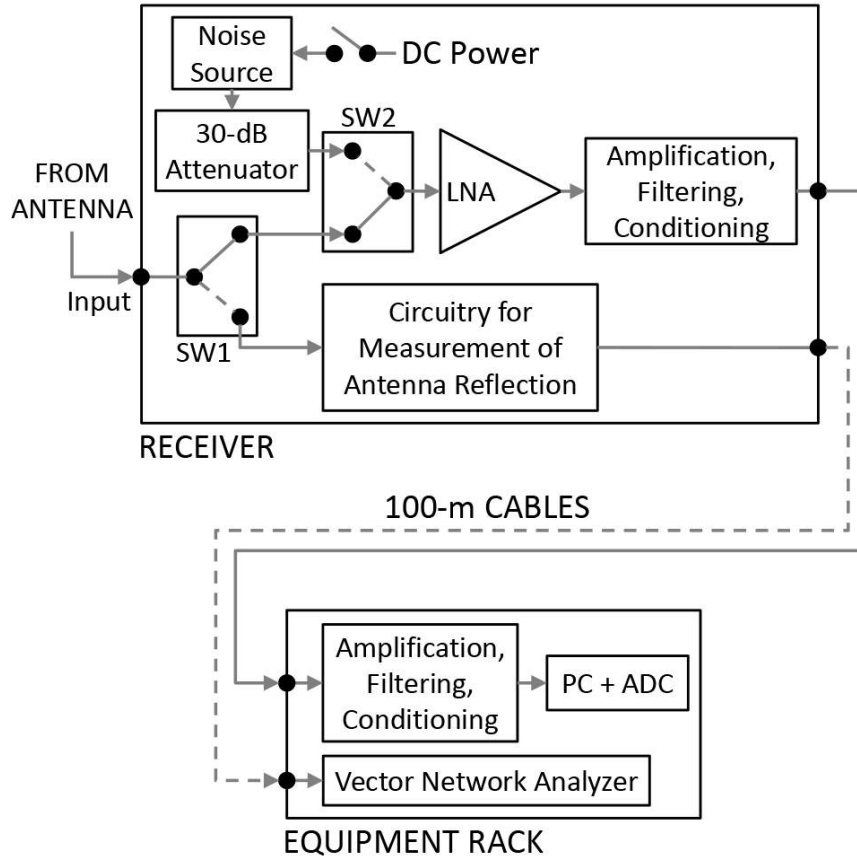 Noise
Source
DC Power
30-dB
Attenuator
SW2
FROM
ANTENNA
LNA
Amplification,
Filtering,
Conditioning
Input
SW1
Circuitry for
Measurement of
Antenna Reflection
RECEIVER
100-m CABLES
Amplification,
Filtering,
Conditioning
PC + ADC
Vector Network Analyzer
EQUIPMENT RACK